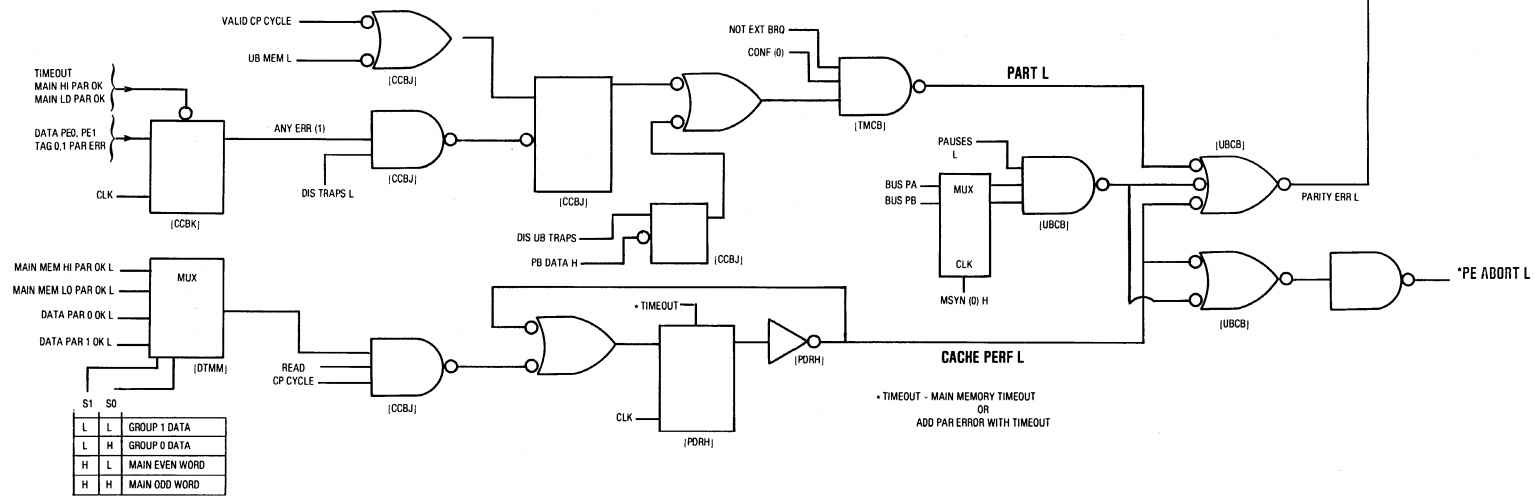 VALID CP CYCLE
UB MEM L
[CCBJ]
TIMEOUT
MAIN HI PAR OK
MAIN LD PAR OK
DATA PE0, PE1
TAG 0,1 PAR ERR
CLK
[CCBK]
ANY ERR (1)
DIS TRAPS L
[CCBJ]
[CCBJ]
DIS UB TRAPS
PB DATA H
[CCBJ]
NOT EXT BRQ
CONF (0)
[TMCB]
PART L
PAUSES
L
BUS PA
BUS PB
MUX
CLK
MSYN (0) H
[UBCB]
[UBCB]
PARITY ERR L
[UBCB]
*PE ABORT L
MAIN MEM HI PAR OK L
MAIN MEM LO PAR OK L
DATA PAR 0 OK L
DATA PAR 1 OK L
MUX
[DTMM]
READ
CP CYCLE
[CCBJ]
* TIMEOUT
CLK
[PDRH]
[PDRH]
CACHE PERF L
* TIMEOUT - MAIN MEMORY TIMEOUT
OR
ADD PAR ERROR WITH TIMEOUT
S1 S0
L L GROUP 1 DATA
L H GROUP 0 DATA
H L MAIN EVEN WORD
H H MAIN ODD WORD